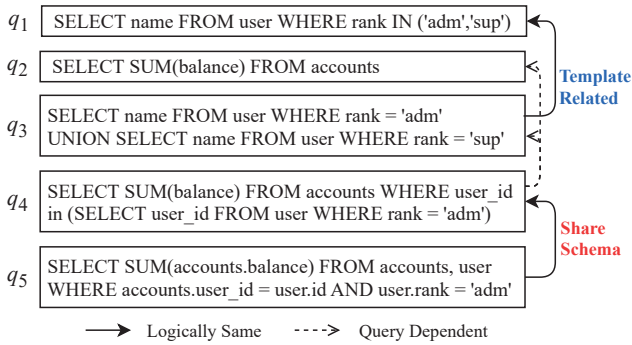 q1 SELECT name FROM user WHERE rank IN ('adm','sup')
q2 SELECT SUM(balance) FROM accounts
Template
Related
q3 SELECT name FROM user WHERE rank = 'adm'
UNION SELECT name FROM user WHERE rank = 'sup'
q4 SELECT SUM(balance) FROM accounts WHERE user_id
in (SELECT user_id FROM user WHERE rank = 'adm')
Share
Schema
q5 SELECT SUM(accounts.balance) FROM accounts, user
WHERE accounts.user_id = user.id AND user.rank = 'adm'
Logically Same Query Dependent